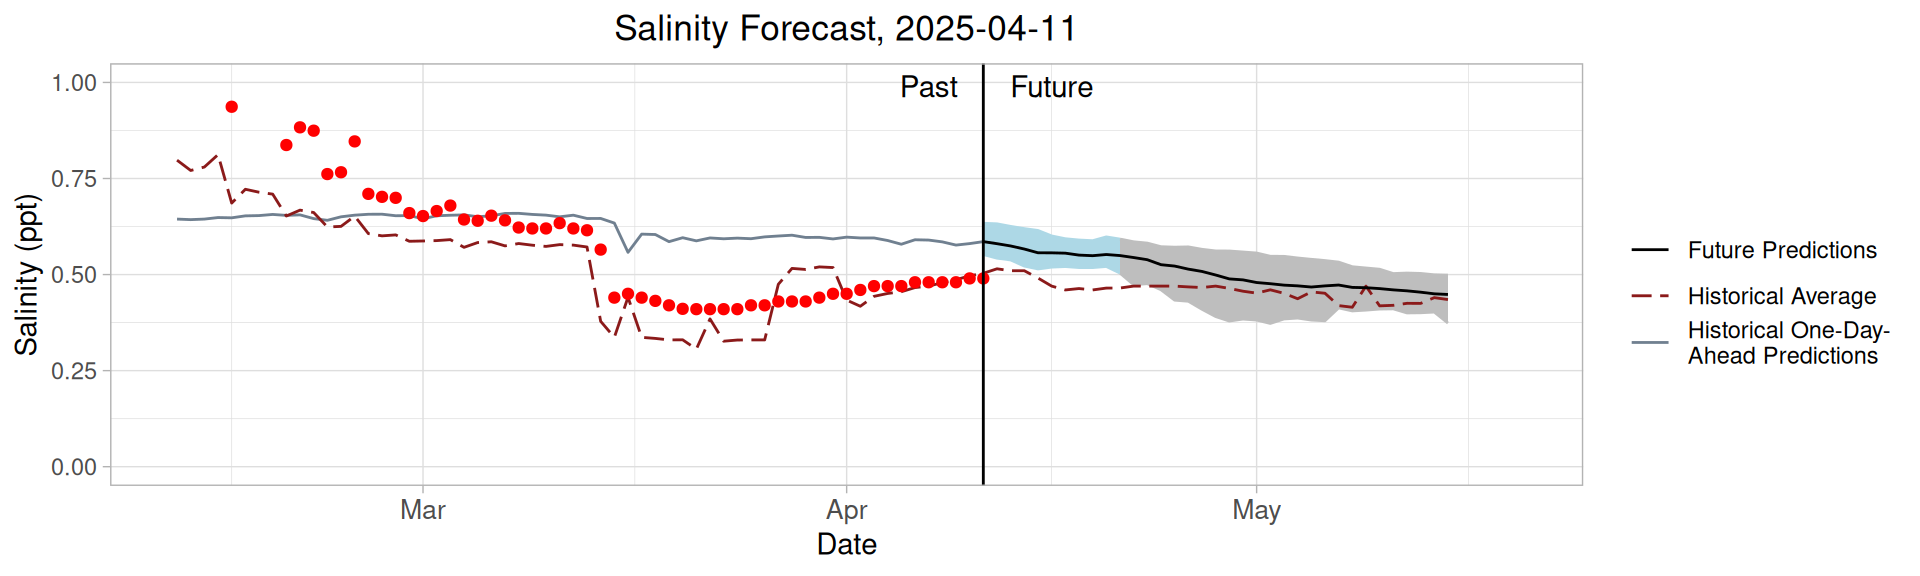 Salinity Forecast, 2025-04-11
Past
Future
1.00
0.75
0.50
0.25
0.00
Salinity (ppt)
Mar
Apr
May
Date
Future Predictions
Historical Average
Historical One-Day-
Ahead Predictions